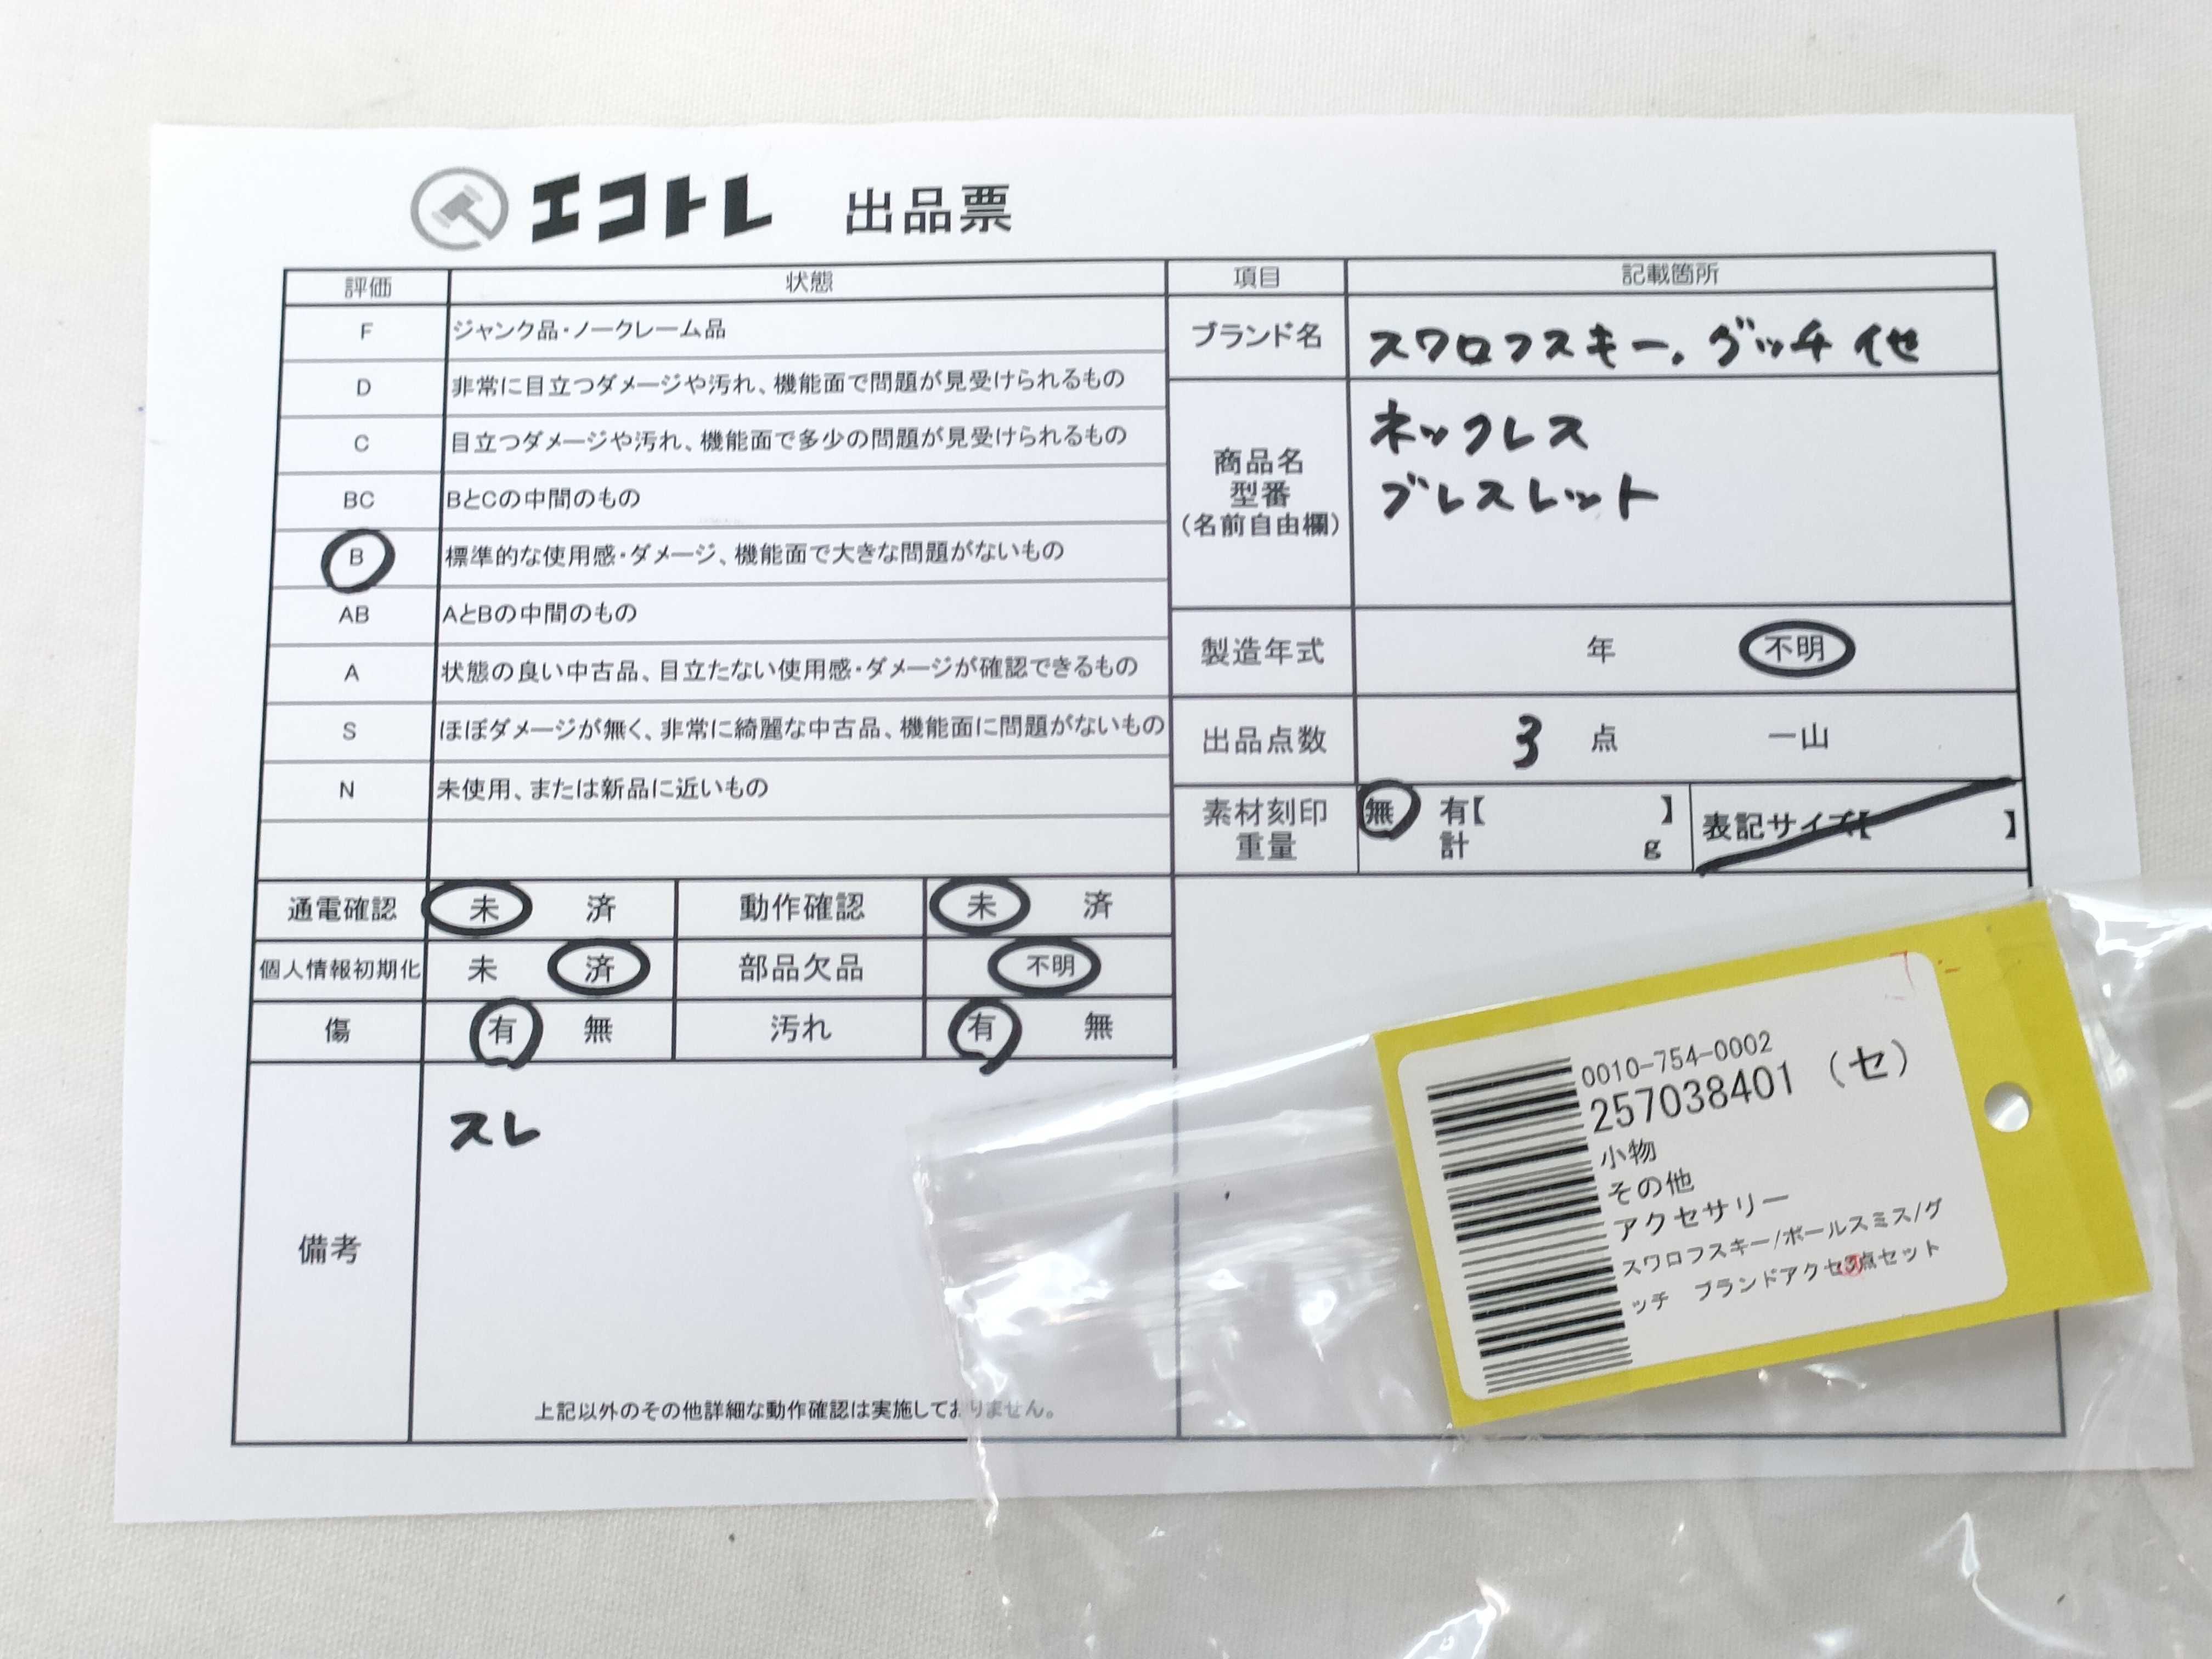 エコトレ 出品票
評価 状態 項目 記載箇所
F ジャンク品・ノークレーム品
D 非常に目立つダメージや汚れ、機能面で問題が見受けられるもの
C 目立つダメージや汚れ、機能面で多少の問題が見受けられるもの
BC BとCの中間のもの
B 標準的な使用感・ダメージ、機能面で大きな問題がないもの
AB AとBの中間のもの
A 状態の良い中古品、目立たない使用感・ダメージが確認できるもの
S ほぼダメージが無く、非常に綺麗な中古品、機能面に問題がないもの
N 未使用、または新品に近いもの
ブランド名 スワロフスキー.グッチ 他
商品名
型番
(名前自由欄)
ネックレス
ブレスレット
製造年式 年 不明
出品点数 3 点 一山
素材刻印 無 有【 】
重量 計 g
表記サイズ【 】
通電確認 未 済 動作確認 未 済
個人情報初期化 未 済 部品欠品 不明
傷 有 無 汚れ 有 無
備考
スレ
上記以外のその他詳細な動作確認は実施しておりません。
0010-754-0002
257038401 (セ)
小物
その他
アクセサリー
スワロフスキー/ポールスミス/グ
ッチ ブランドアクセ3点セット